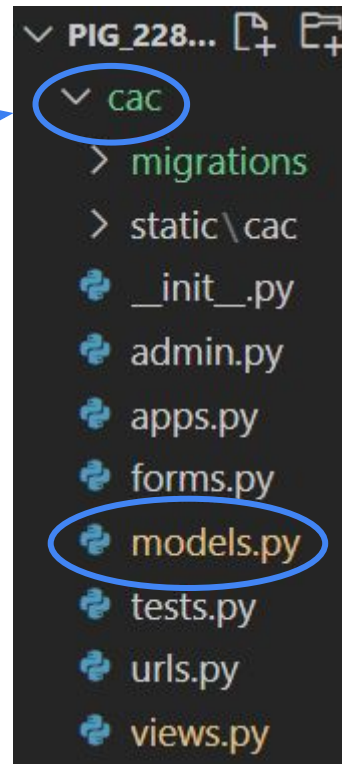 PIG_228...
cac
migrations
static\cac
__init__.py
admin.py
apps.py
forms.py
models.py
tests.py
urls.py
views.py